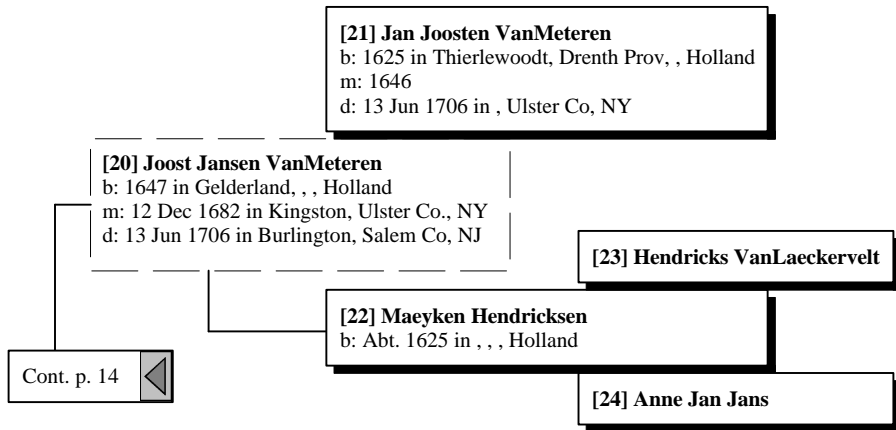 [21] Jan Joosten VanMeteren
b: 1625 in Thierlewoodt, Drenth Prov, , Holland
m: 1646
d: 13 Jun 1706 in , Ulster Co, NY
[20] Joost Jansen VanMeteren
b: 1647 in Gelderland, , , Holland
m: 12 Dec 1682 in Kingston, Ulster Co., NY
d: 13 Jun 1706 in Burlington, Salem Co, NJ
[23] Hendricks VanLaeckervelt
[22] Maeyken Hendricksen
b: Abt. 1625 in , , , Holland
Cont. p. 14
[24] Anne Jan Jans